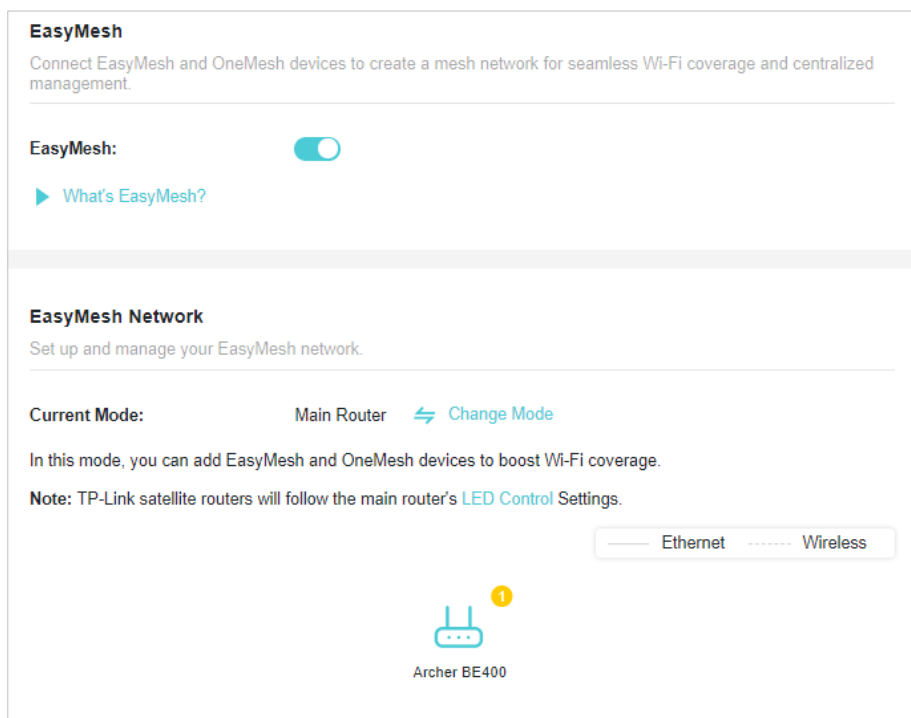 EasyMesh
Connect EasyMesh and OneMesh devices to create a mesh network for seamless Wi-Fi coverage and centralized
management.
EasyMesh:
What's EasyMesh?
EasyMesh Network
Set up and manage your EasyMesh network.
Current Mode: Main Router Change Mode
In this mode, you can add EasyMesh and OneMesh devices to boost Wi-Fi coverage.
Note: TP-Link satellite routers will follow the main router's LED Control Settings.
Ethernet Wireless
1
Archer BE400